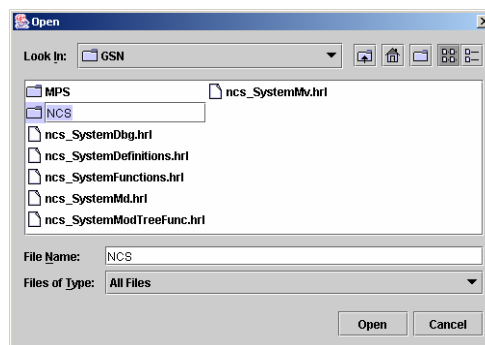 Open
Look In: GSN
MPS
NCS
ncs_SystemDbg.hrl
ncs_SystemDefinitions.hrl
ncs_SystemFunctions.hrl
ncs_SystemMd.hrl
ncs_SystemModTreeFunc.hrl
ncs_SystemMv.hrl
File Name: NCS
Files of Type: All Files
Open Cancel